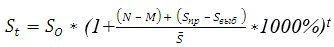 S_t = S_O * (1+ ((N – M) + (S_пр – S_выб)) / S̄ *1000%)^t